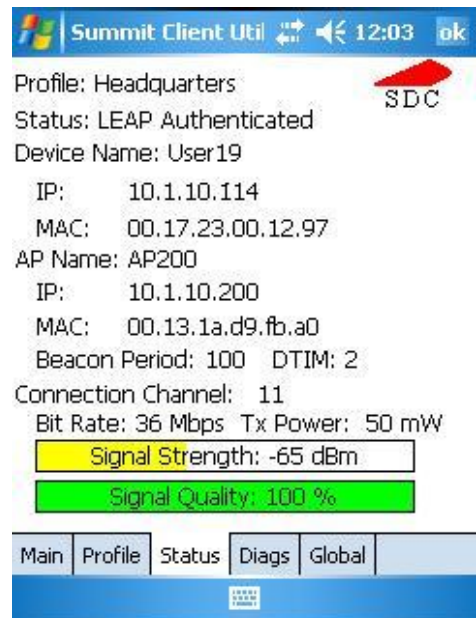 Summit Client Util 12:03 ok
Profile: Headquarters
SDC
Status: LEAP Authenticated
Device Name: User19
IP: 10.1.10.114
MAC: 00.17.23.00.12.97
AP Name: AP200
IP: 10.1.10.200
MAC: 00.13.1a.d9.fb.a0
Beacon Period: 100 DTIM: 2
Connection Channel: 11
Bit Rate: 36 Mbps Tx Power: 50 mW
Signal Strength: -65 dBm
Signal Quality: 100 %
Main Profile Status Diags Global